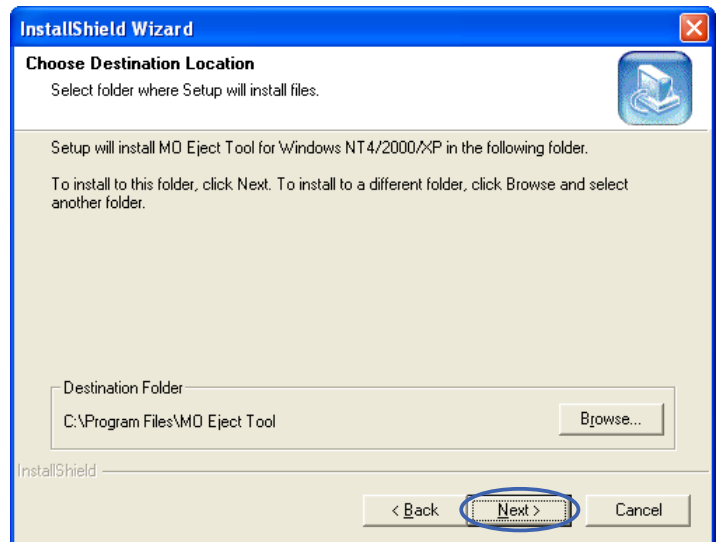 InstallShield Wizard
Choose Destination Location
Select folder where Setup will install files.
Setup will install MO Eject Tool for Windows NT4/2000/XP in the following folder.
To install to this folder, click Next. To install to a different folder, click Browse and select
another folder.
Destination Folder
C:\Program Files\MO Eject Tool
Browse...
InstallShield
< Back
Next >
Cancel